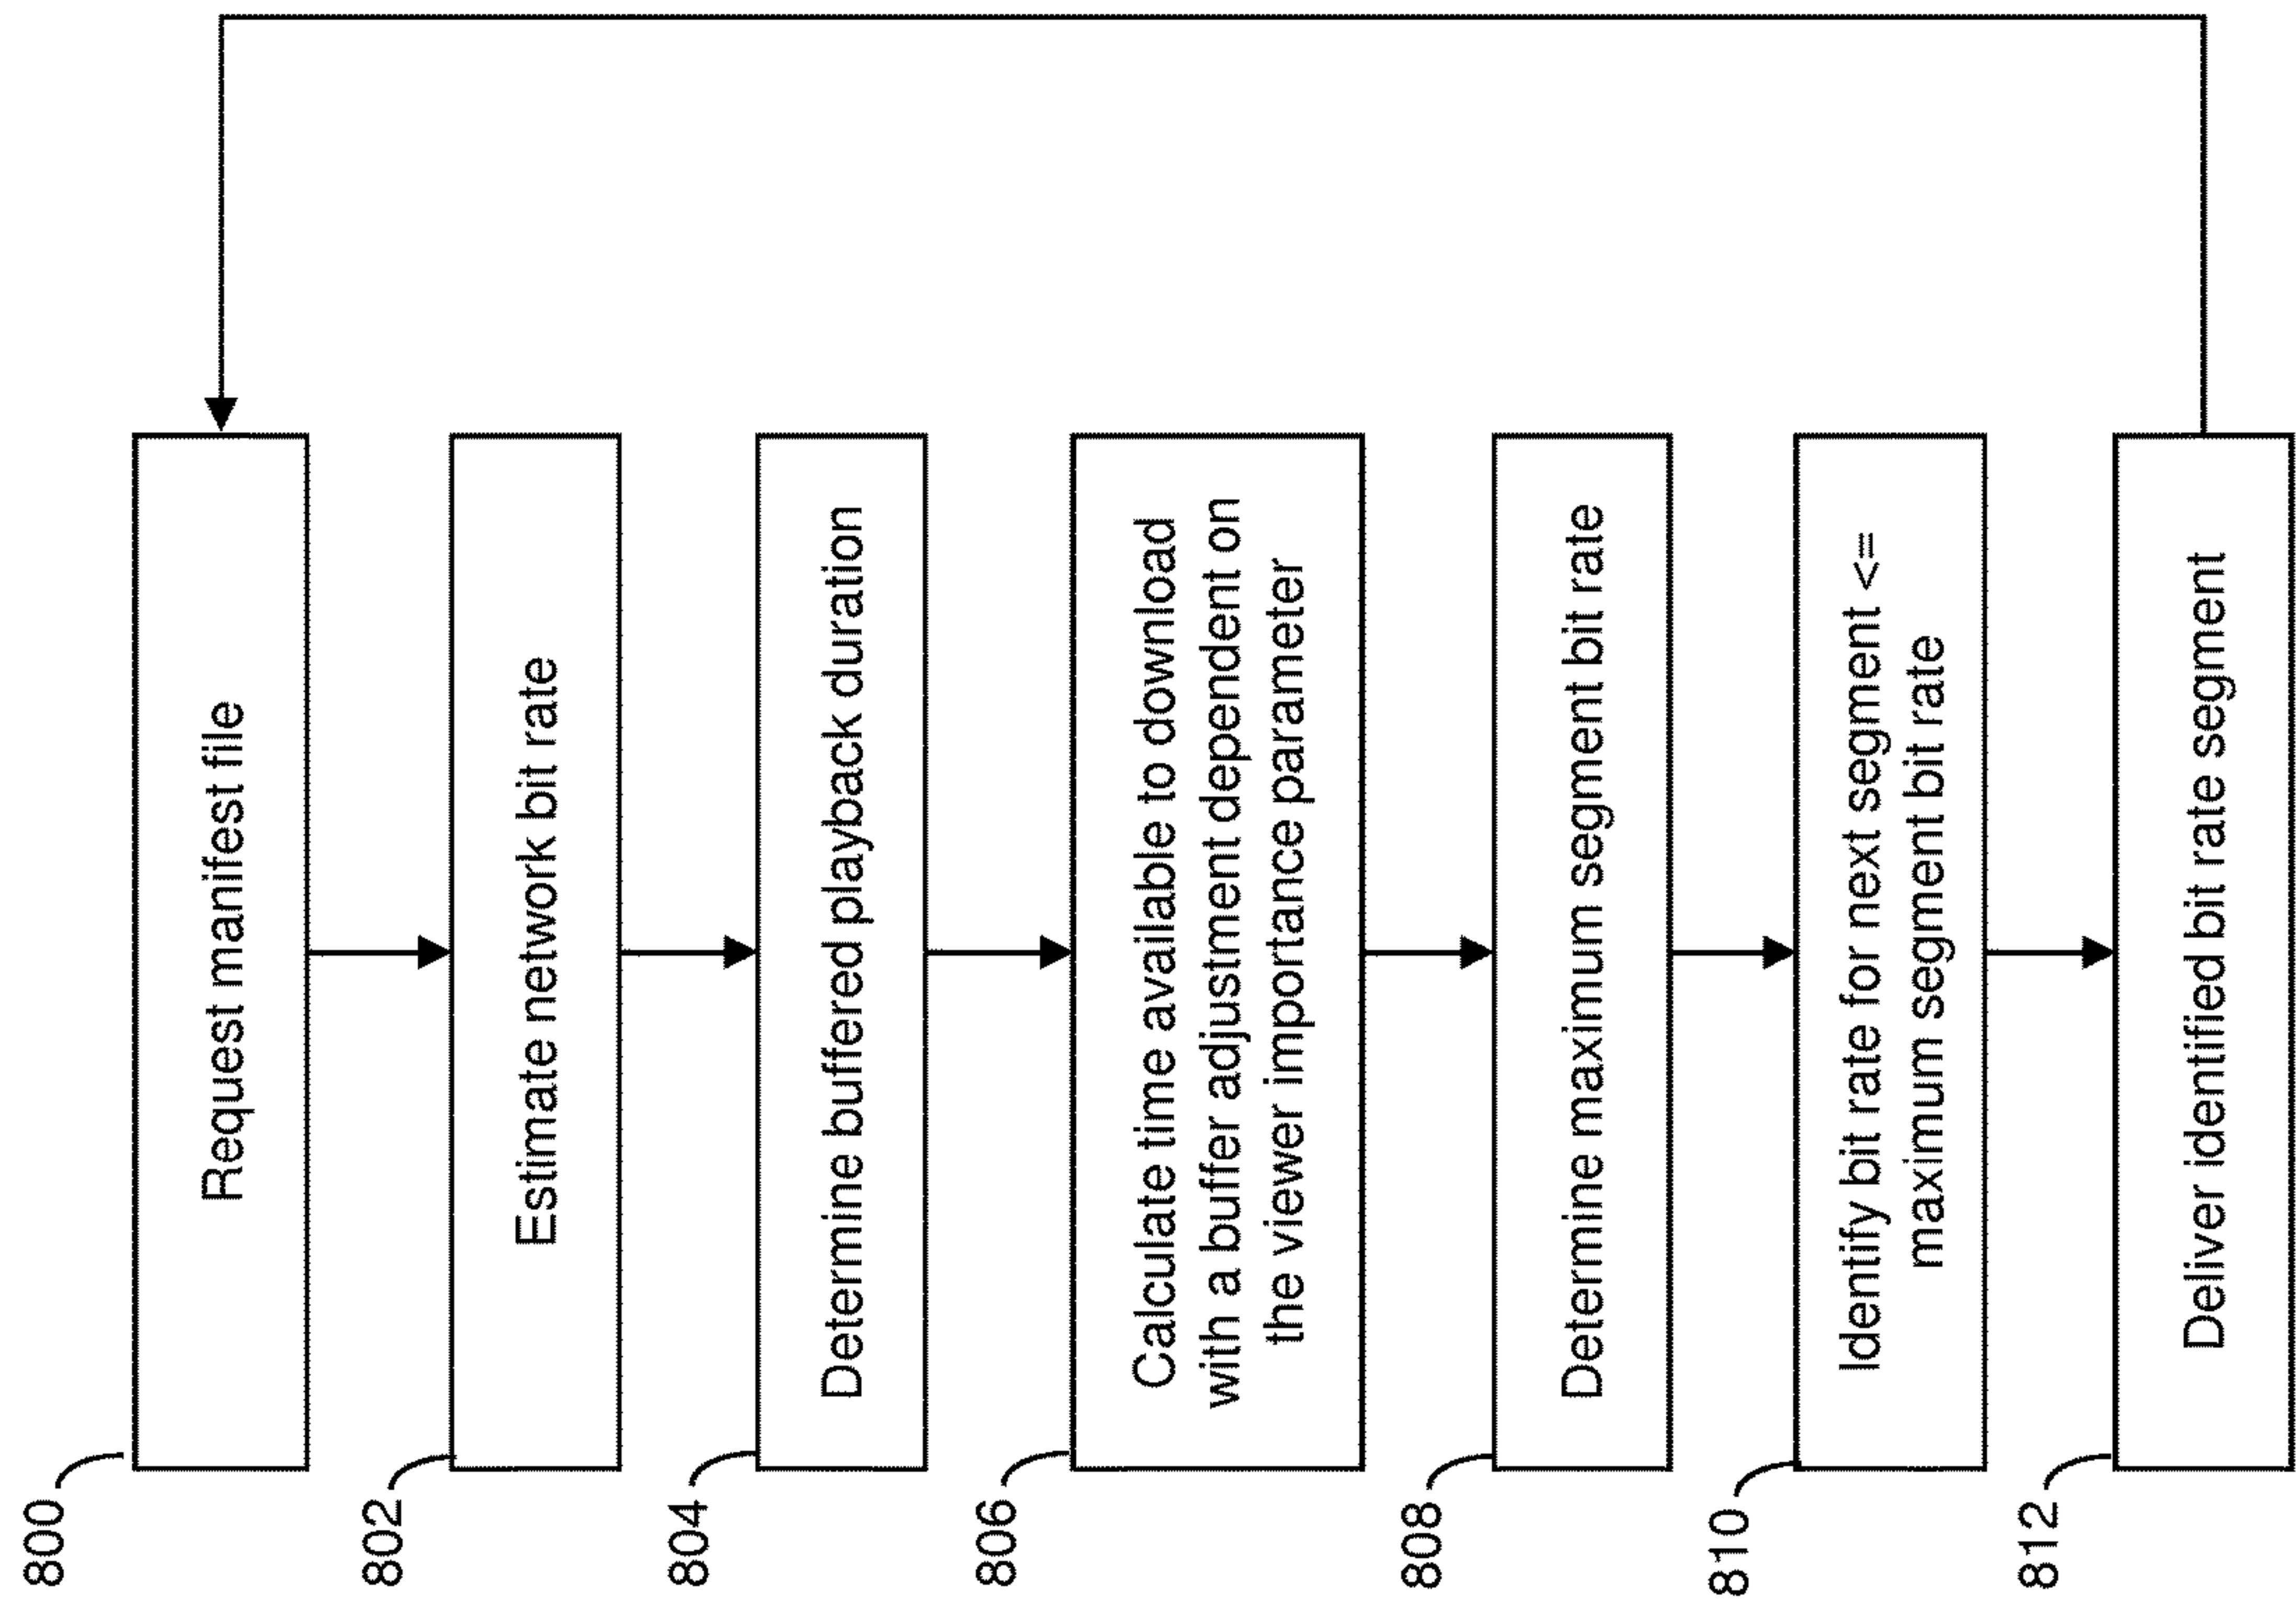 800
Request manifest file
802
Estimate network bit rate
804
Determine buffered playback duration
806
Calculate time available to download
with a buffer adjustment dependent on
the viewer importance parameter
808
Determine maximum segment bit rate
810
Identify bit rate for next segment <=
maximum segment bit rate
812
Deliver identified bit rate segment